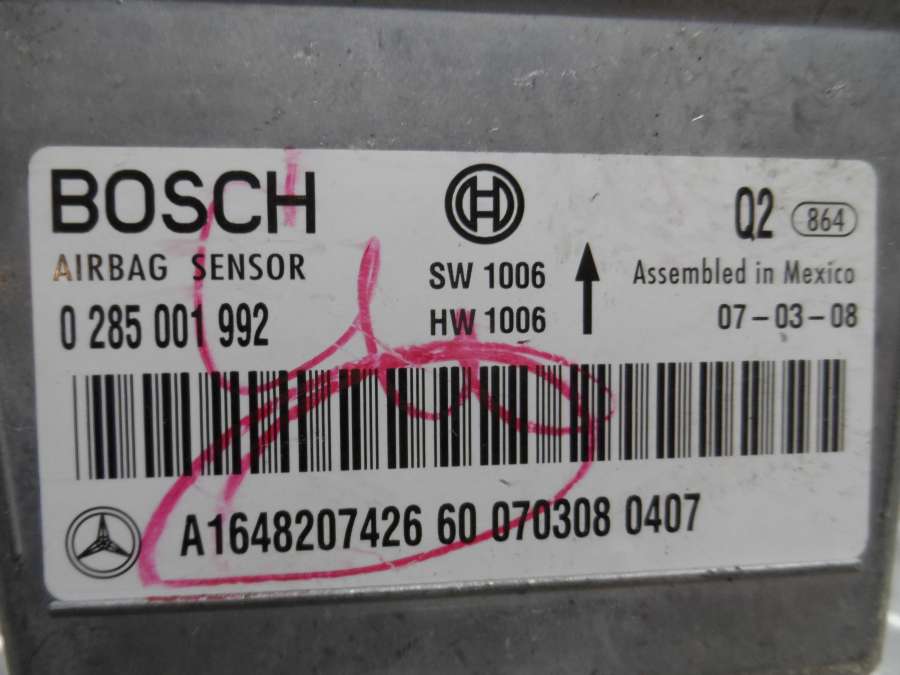 BOSCH
Q2 864
AIRBAG SENSOR
SW 1006
Assembled in Mexico
0 285 001 992
HW 1006
07-03-08
A1648207426 60 070308 0407